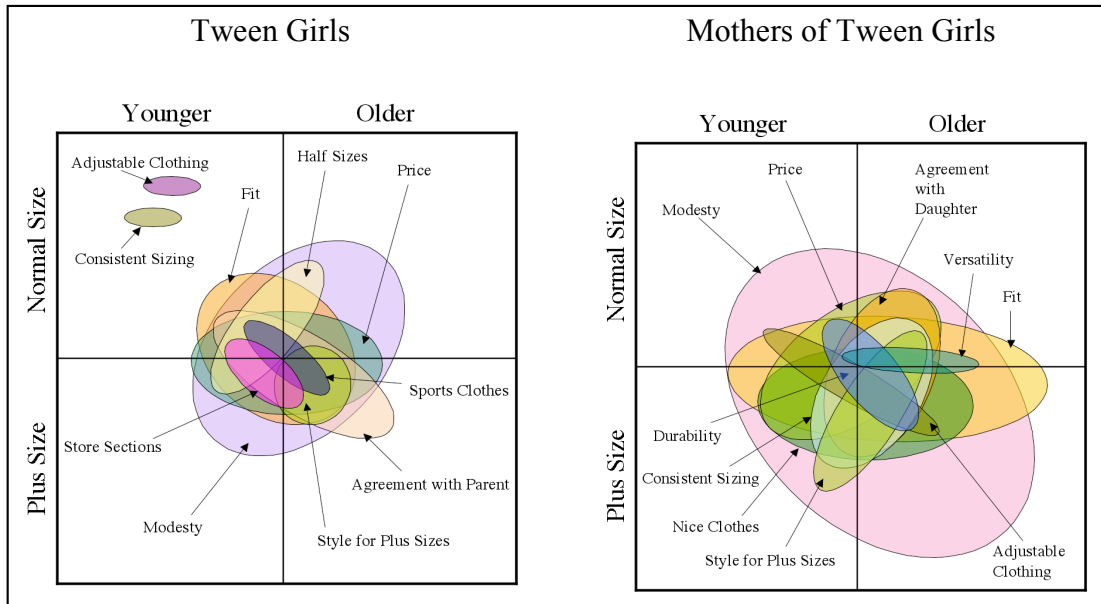 Tween Girls
Younger
Older
Normal Size
Plus Size
Adjustable Clothing
Consistent Sizing
Fit
Half Sizes
Price
Sports Clothes
Store Sections
Agreement with Parent
Modesty
Style for Plus Sizes
Mothers of Tween Girls
Younger
Older
Normal Size
Plus Size
Price
Agreement
with
Daughter
Modesty
Versatility
Fit
Durability
Consistent Sizing
Nice Clothes
Style for Plus Sizes
Adjustable
Clothing